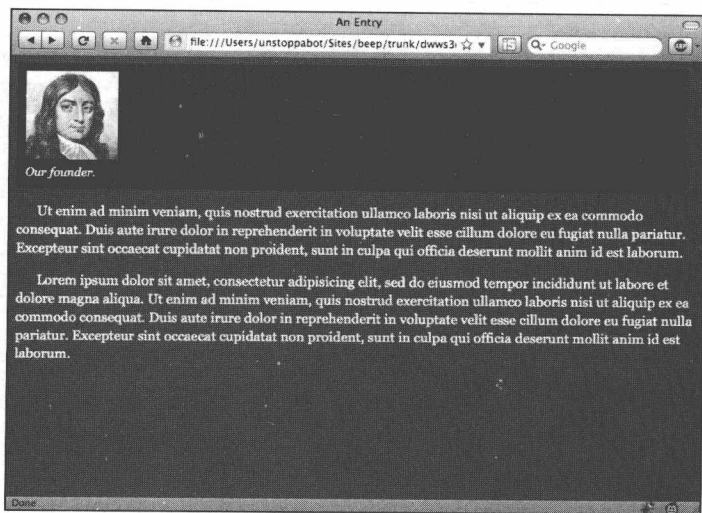 An Entry
file:///Users/unstoppabot/Sites/beep/trunk/dwws3
Google
ABP
Our founder.
Ut enim ad minim veniam, quis nostrud exercitation ullamco laboris nisi ut aliquip ex ea commodo
consequat. Duis aute irure dolor in reprehenderit in voluptate velit esse cillum dolore eu fugiat nulla pariatur.
Excepteur sint occaecat cupidatat non proident, sunt in culpa qui officia deserunt mollit anim id est laborum.
Lorem ipsum dolor sit amet, consectetur adipisicing elit, sed do eiusmod tempor incididunt ut labore et
dolore magna aliqua. Ut enim ad minim veniam, quis nostrud exercitation ullamco laboris nisi ut aliquip ex ea
commodo consequat. Duis aute irure dolor in reprehenderit in voluptate velit esse cillum dolore eu fugiat nulla
pariatur. Excepteur sint occaecat cupidatat non proident, sunt in culpa qui officia deserunt mollit anim id est
laborum.
Done